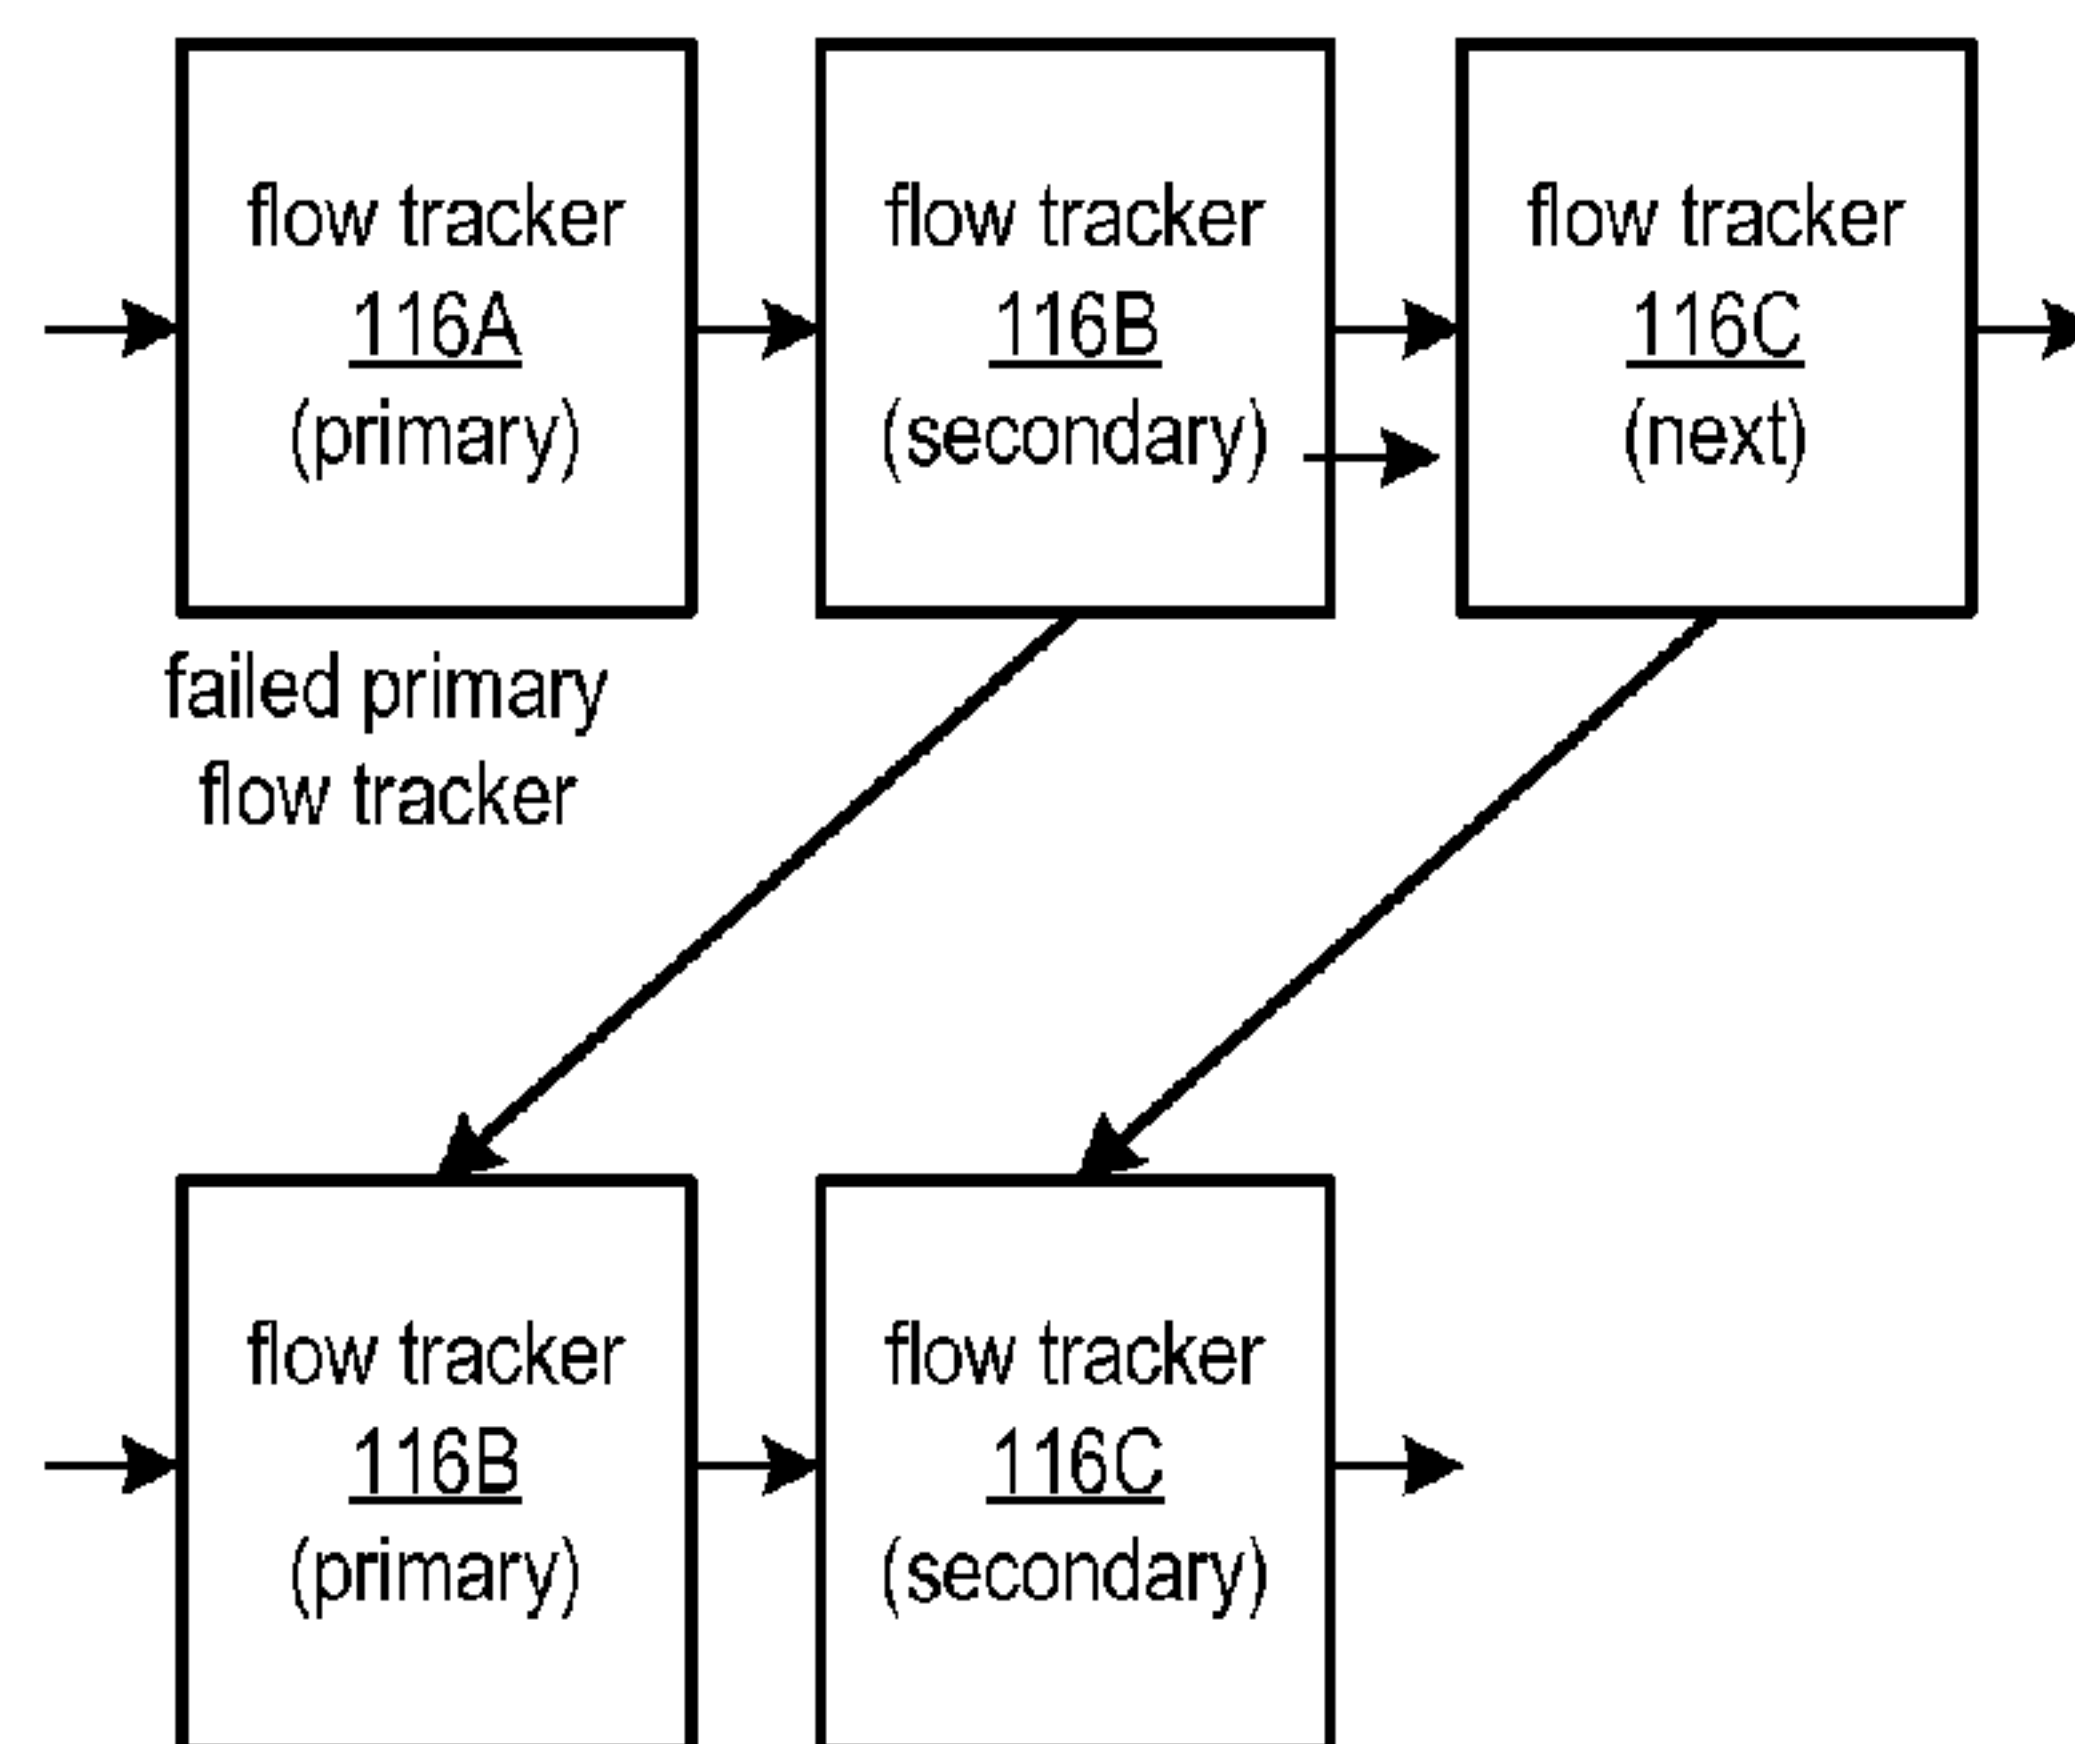 flow tracker
116A
(primary)
flow tracker
116B
(secondary)
flow tracker
116C
(next)
failed primary
flow tracker
flow tracker
116B
(primary)
flow tracker
116C
(secondary)